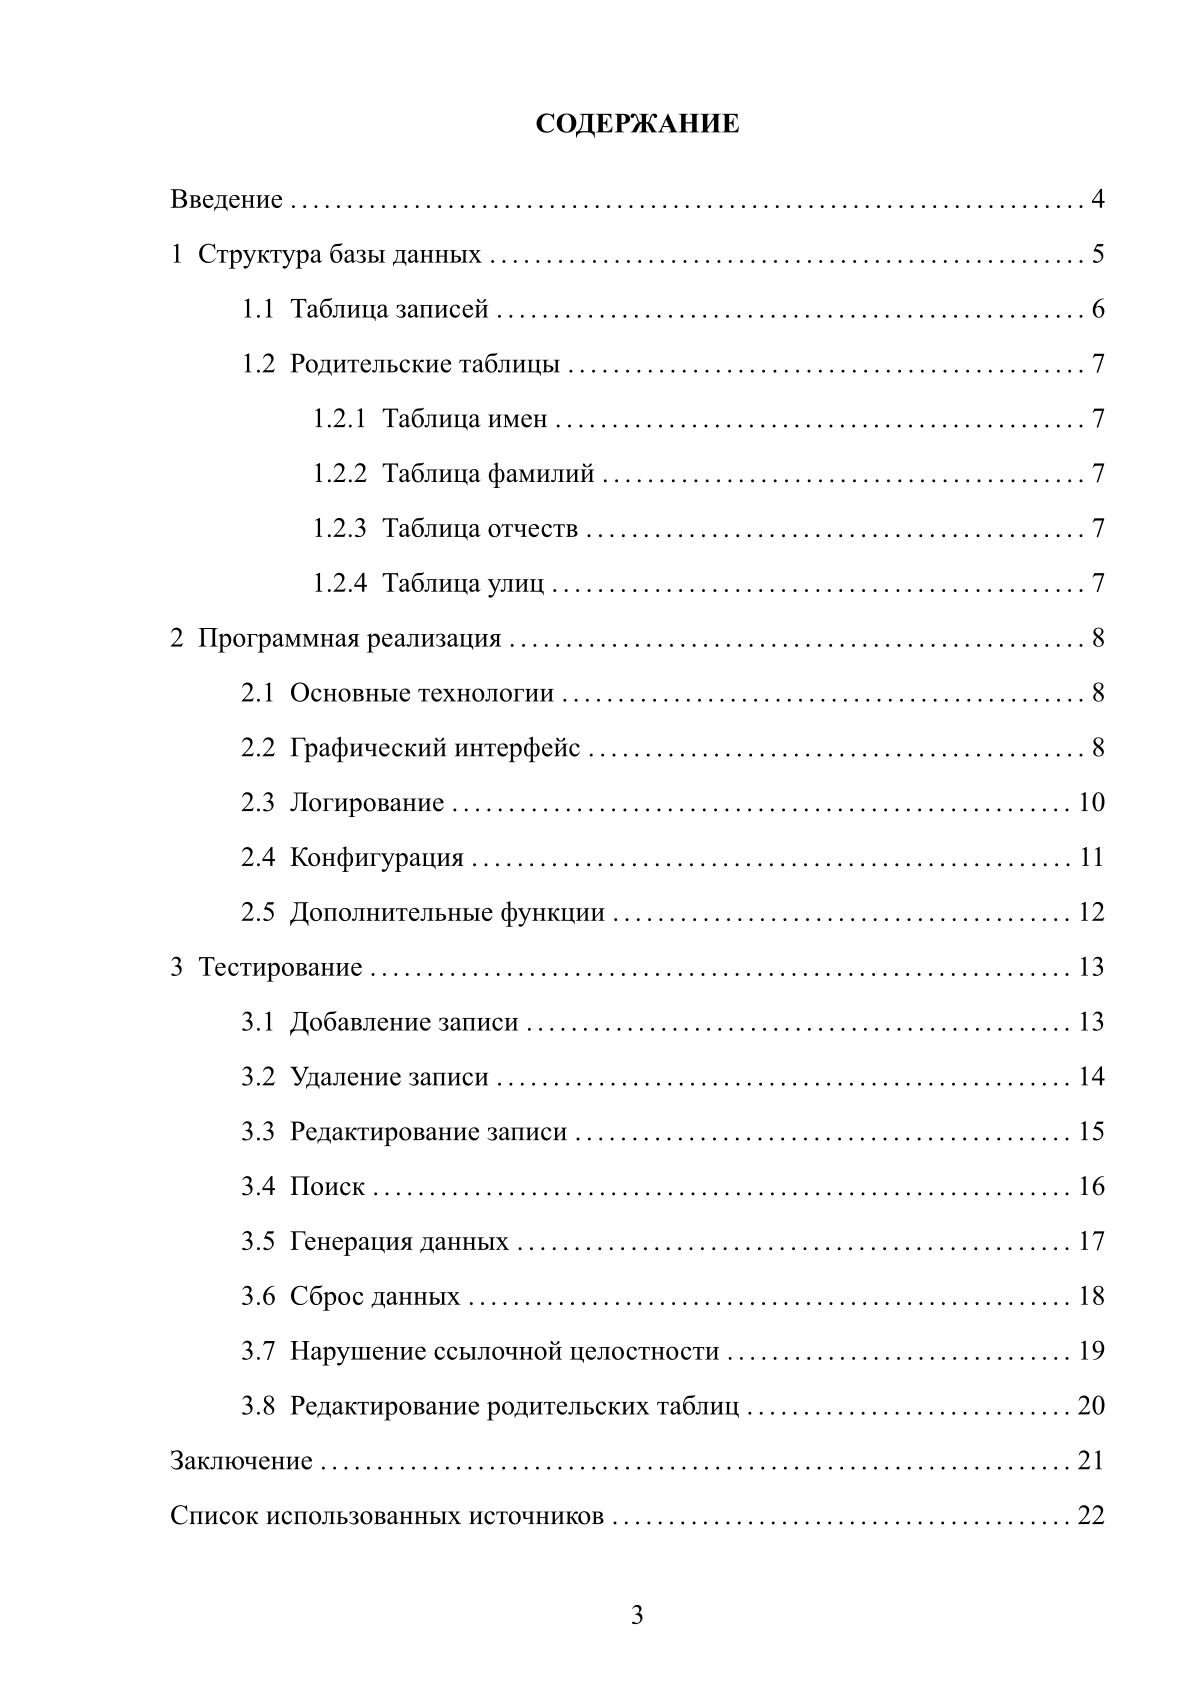 СОДЕРЖАНИЕ
Введение . . . . . . . . . . . . . . . . . . . . 4
1 Структура базы данных . . . . . . . . . . . . . . . . . . . . 5
1.1 Таблица записей . . . . . . . . . . . . . . . . . . . . 6
1.2 Родительские таблицы . . . . . . . . . . . . . . . . . . . . 7
1.2.1 Таблица имен . . . . . . . . . . . . . . . . . . . . 7
1.2.2 Таблица фамилий . . . . . . . . . . . . . . . . . . . . 7
1.2.3 Таблица отчеств . . . . . . . . . . . . . . . . . . . . 7
1.2.4 Таблица улиц . . . . . . . . . . . . . . . . . . . . 7
2 Программная реализация . . . . . . . . . . . . . . . . . . . . 8
2.1 Основные технологии . . . . . . . . . . . . . . . . . . . . 8
2.2 Графический интерфейс . . . . . . . . . . . . . . . . . . . . 8
2.3 Логирование . . . . . . . . . . . . . . . . . . . . 10
2.4 Конфигурация . . . . . . . . . . . . . . . . . . . . 11
2.5 Дополнительные функции . . . . . . . . . . . . . . . . . . . . 12
3 Тестирование . . . . . . . . . . . . . . . . . . . . 13
3.1 Добавление записи . . . . . . . . . . . . . . . . . . . . 13
3.2 Удаление записи . . . . . . . . . . . . . . . . . . . . 14
3.3 Редактирование записи . . . . . . . . . . . . . . . . . . . . 15
3.4 Поиск . . . . . . . . . . . . . . . . . . . . 16
3.5 Генерация данных . . . . . . . . . . . . . . . . . . . . 17
3.6 Сброс данных . . . . . . . . . . . . . . . . . . . . 18
3.7 Нарушение ссылочной целостности . . . . . . . . . . . . . . . . . . . . 19
3.8 Редактирование родительских таблиц . . . . . . . . . . . . . . . . . . . . 20
Заключение . . . . . . . . . . . . . . . . . . . . 21
Список использованных источников . . . . . . . . . . . . . . . . . . . . 22
3